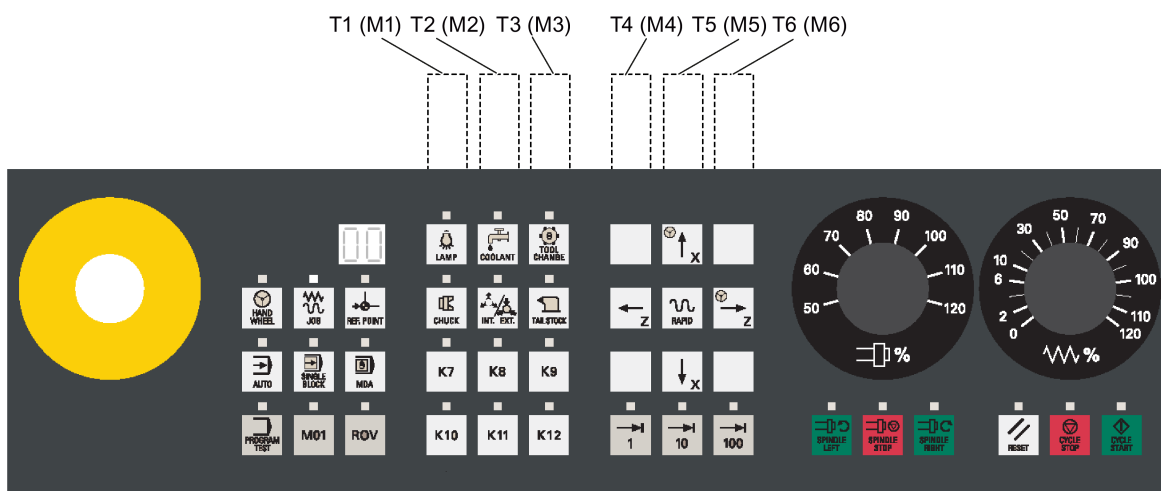 T1 (M1) T2 (M2) T3 (M3) T4 (M4) T5 (M5) T6 (M6)
00
LAMP
COOLANT
TOOL
CHANBE
X
HAND
WHEEL
JOB
REF. POINT
CHUCK
INT. EXT.
TAILSTOCK
Z
RAPID
Z
AUTO
SINGLE
BLOCK
MDA
K7
K8
K9
X
PROGRAM
TEST
M01
ROV
K10
K11
K12
1
10
100
50
60
70
80
90
100
110
120
%
0
2
6
10
30
50
70
90
100
110
120
%
SPINDLE
LEFT
SPINDLE
STOP
SPINDLE
RIGHT
RESET
CYCLE
STOP
CYCLE
START